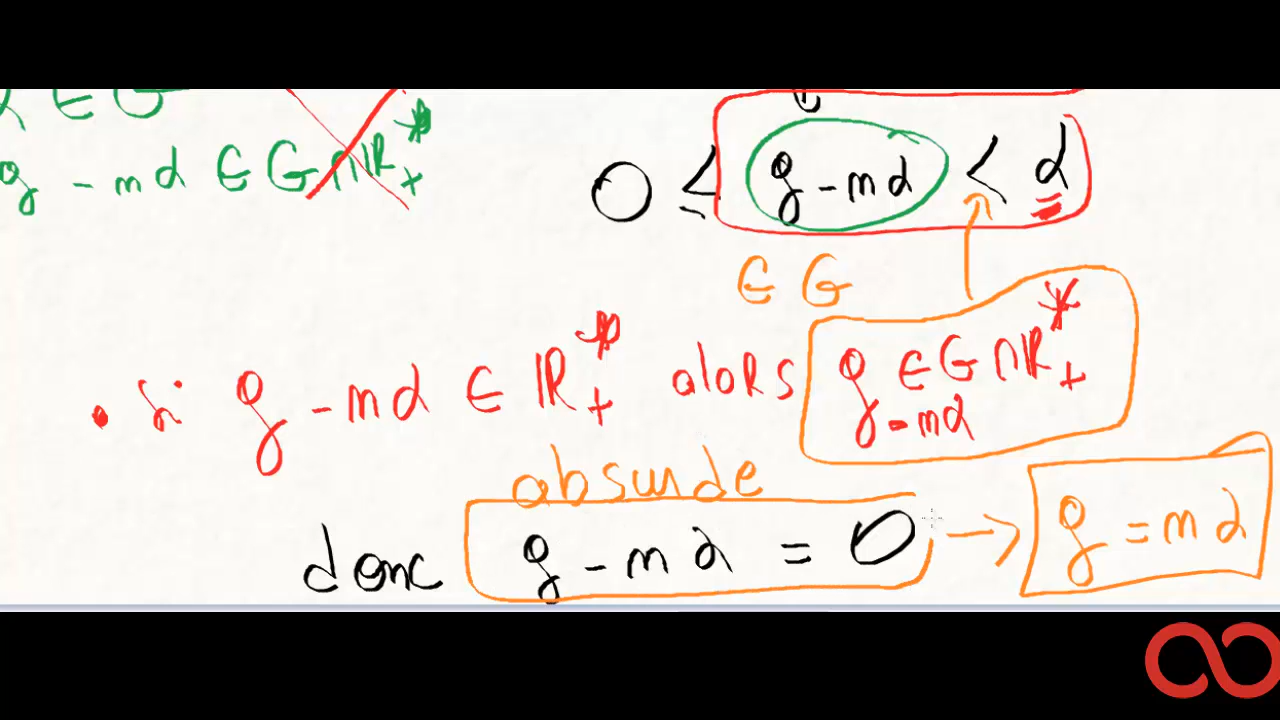 α ∈ G
g - mα ∈ G ∩ ℝ₊*
0 ≤ g - mα < α
∈ G
• si g - mα ∈ ℝ₊* alors g - mα ∈ G ∩ ℝ₊*
absurde
donc g - mα = 0 → g = mα